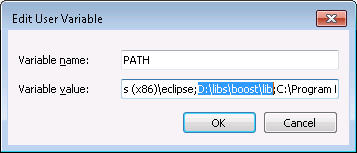 Edit User Variable
Variable name: PATH
Variable value: s (x86)\eclipse;D:\libs\boost\lib;C:\Program
OK Cancel